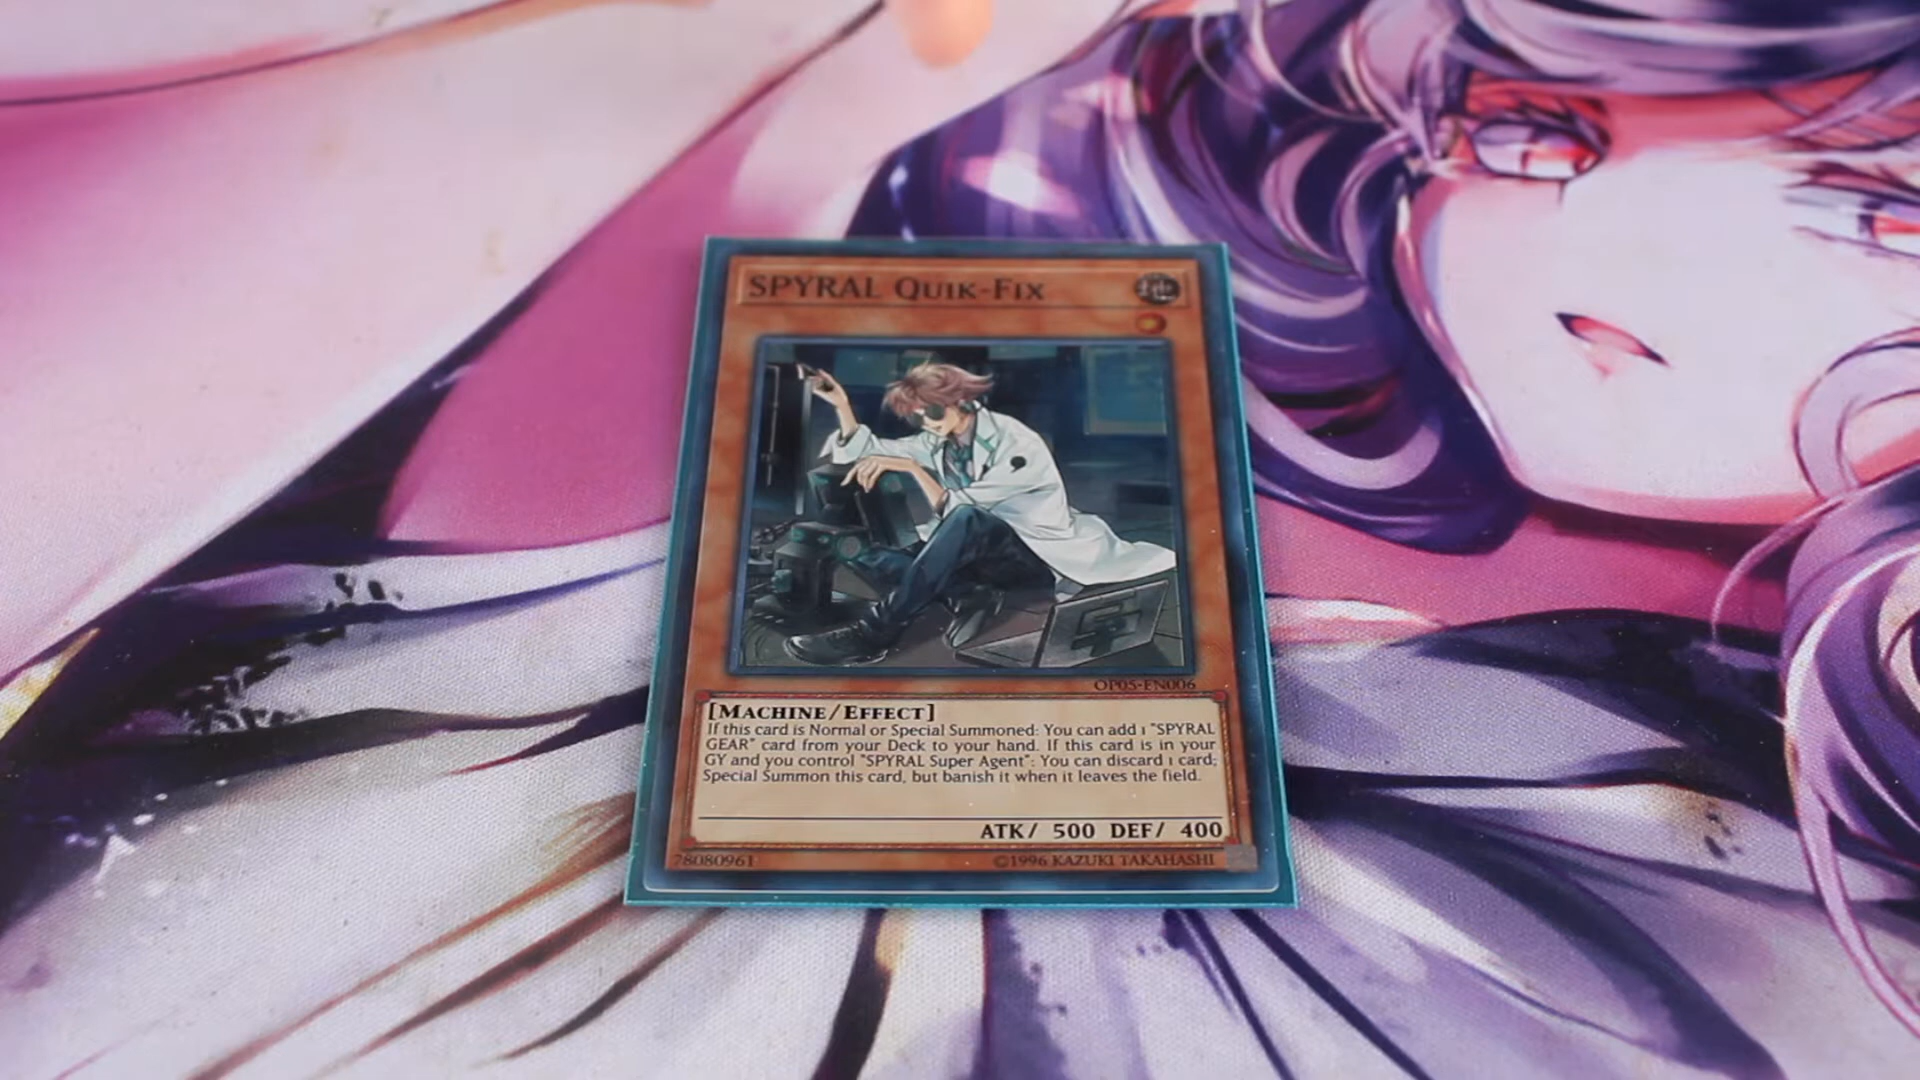 SPYRAL QUIK-FIX
OP05-EN006
[MACHINE/EFFECT]
If this card is Normal or Special Summoned: You can add 1 "SPYRAL
GEAR" card from your Deck to your hand. If this card is in your
GY and you control "SPYRAL Super Agent": You can discard 1 card;
Special Summon this card, but banish it when it leaves the field.
ATK/ 500 DEF/ 400
78080961 ©1996 KAZUKI TAKAHASHI